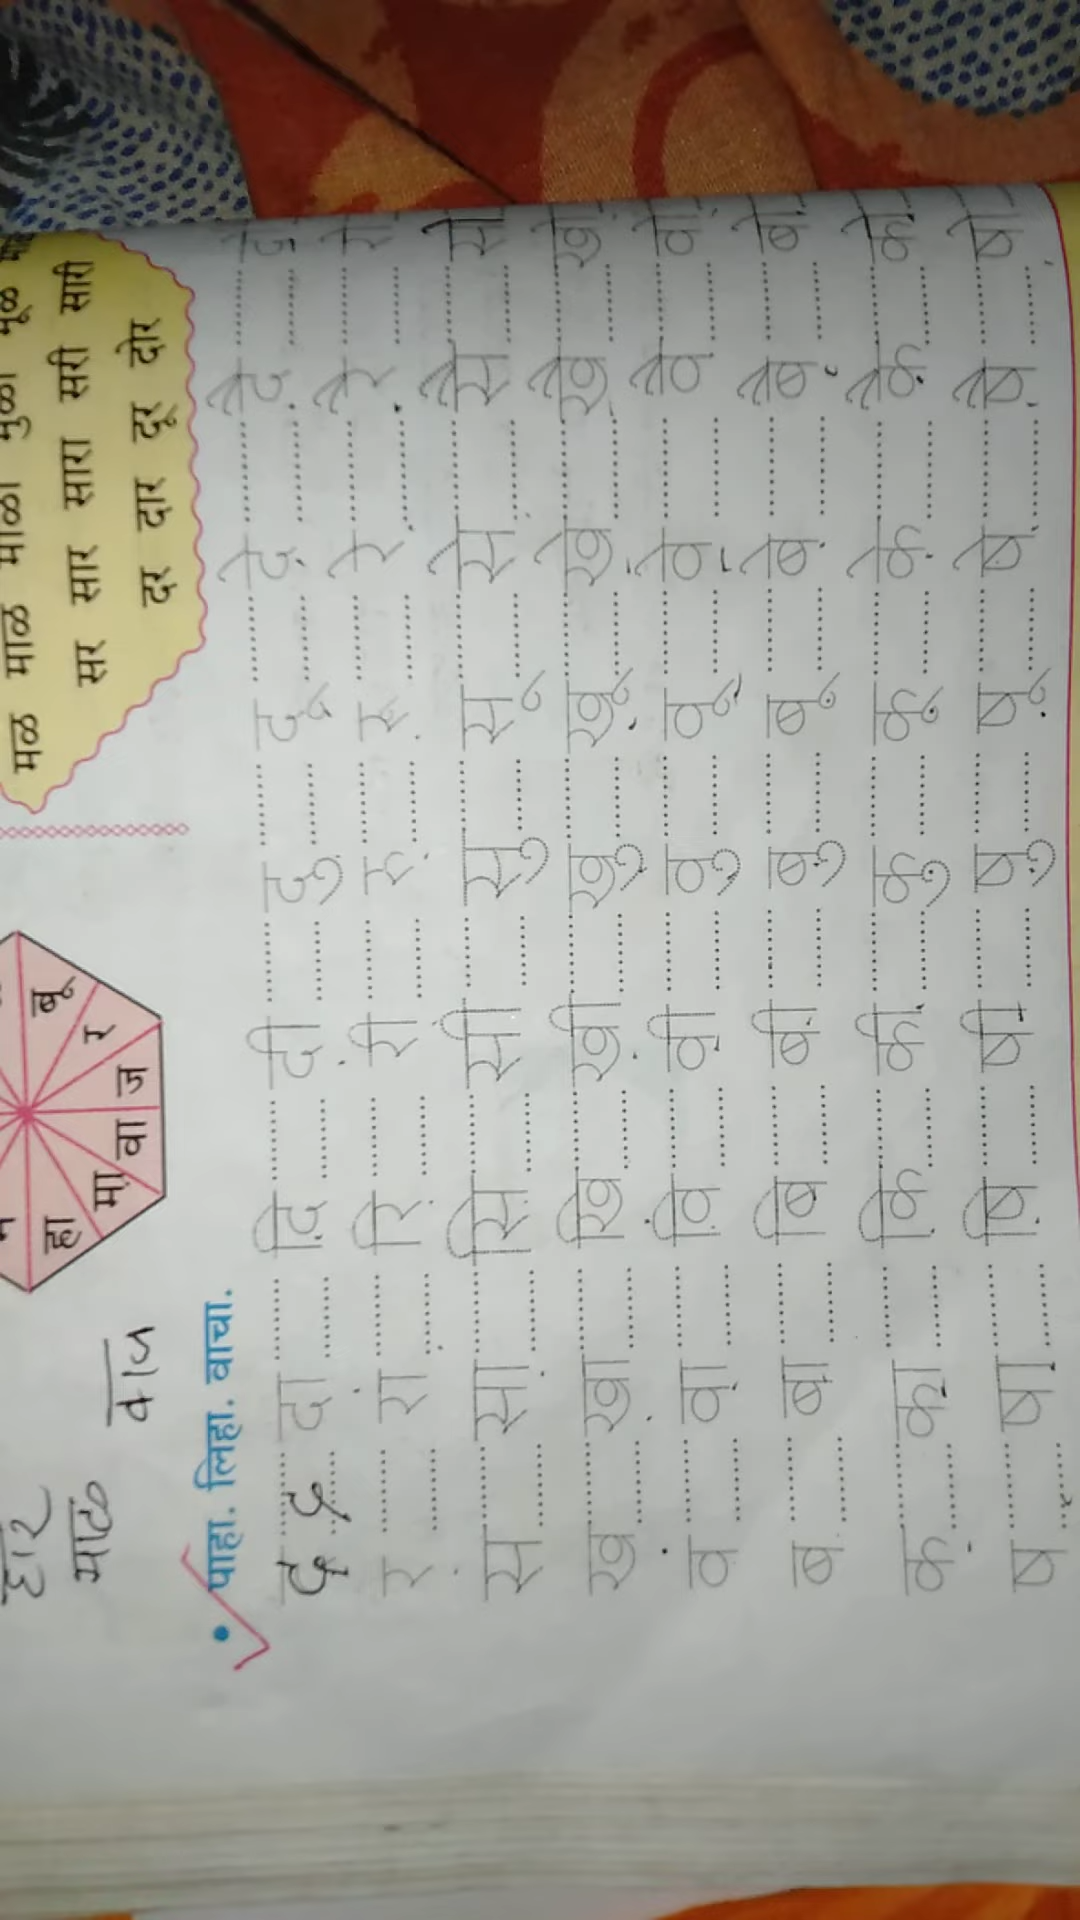 मळ माळ माळा मुळा मूळ
सर सार सारा सरी सारी
दर दार दूर दोर
बू
र
ज
वा
मा
हा
हार
माळ
वाज
• पाहा. लिहा. वाचा.
द द द दा दि दी दु दू दे दै
र रा रि री रु रू रे रै
स सा सि सी सु सू से सै सो
ख खा खि खी खु खू खे खै खो
व वा वि वी वु वू वे वै वो
ब बा बि बी बु बू बे बै बो
क का कि की कु कू के कै को
ष षा षि षी षु षू षे षै षो